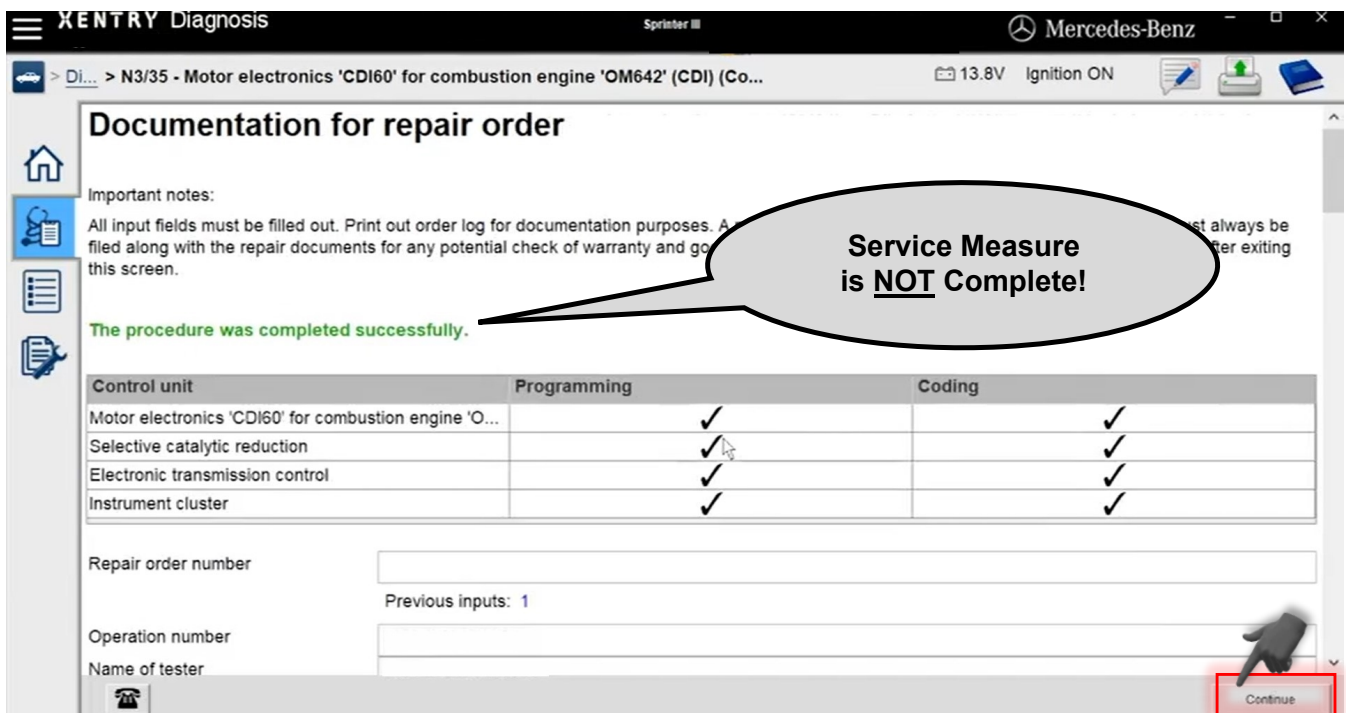 XENTRY Diagnosis
Sprinter III
Mercedes-Benz
> Di... > N3/35 - Motor electronics 'CDI60' for combustion engine 'OM642' (CDI) (Co...
13.8V Ignition ON
Documentation for repair order
Important notes:
All input fields must be filled out. Print out order log for documentation purposes. A
always be
filed along with the repair documents for any potential check of warranty and
exiting
this screen.
Service Measure
is NOT Complete!
The procedure was completed successfully.
Control unit Programming Coding
Motor electronics 'CDI60' for combustion engine 'O... ✓ ✓
Selective catalytic reduction ✓ ✓
Electronic transmission control ✓ ✓
Instrument cluster ✓ ✓
Repair order number
Previous inputs: 1
Operation number
Name of tester
Continue